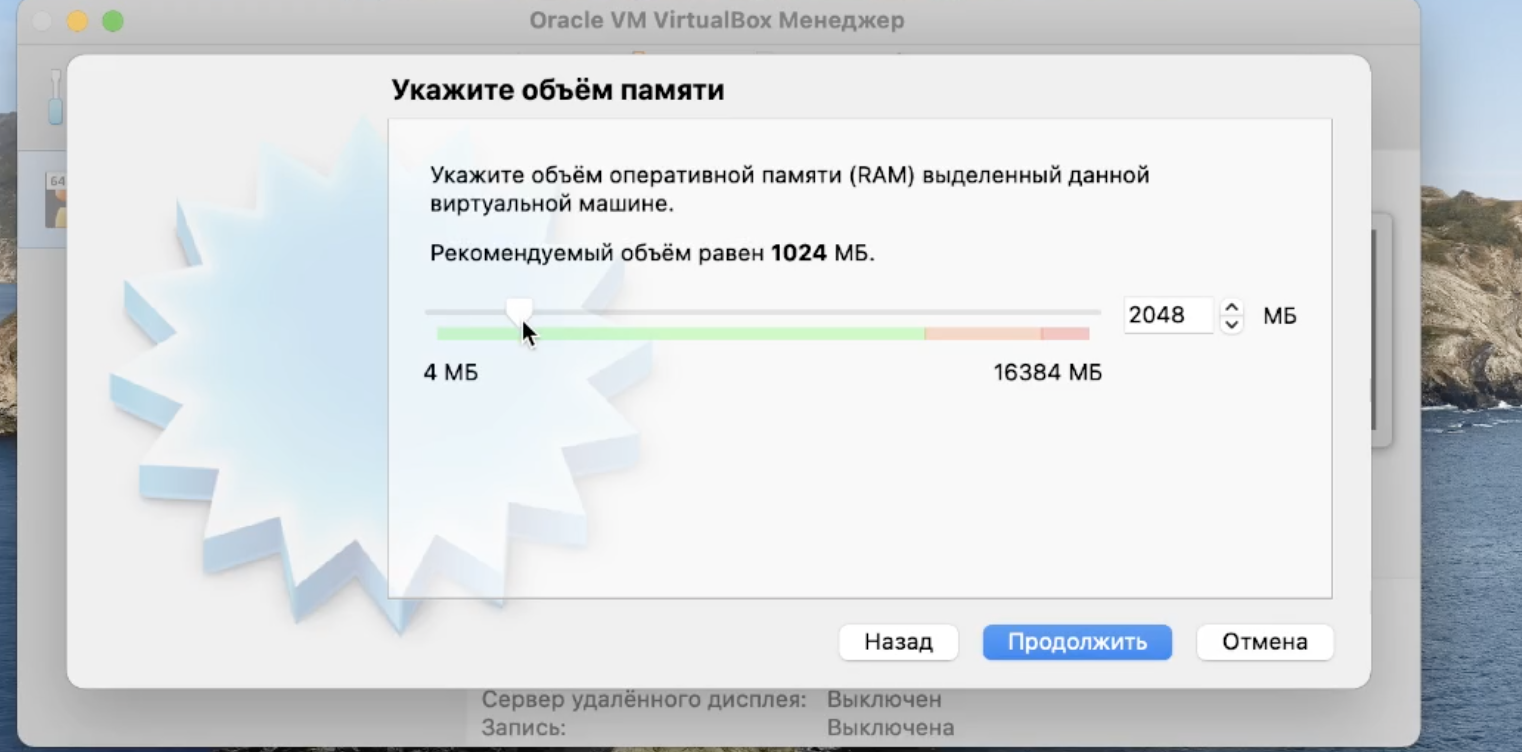 Oracle VM VirtualBox Менеджер
Укажите объём памяти
64
Укажите объём оперативной памяти (RAM) выделенный данной
виртуальной машине.
Рекомендуемый объём равен 1024 МБ.
2048 МБ
4 МБ 16384 МБ
Назад Продолжить Отмена
Сервер удалённого дисплея: Выключен
Запись: Выключена